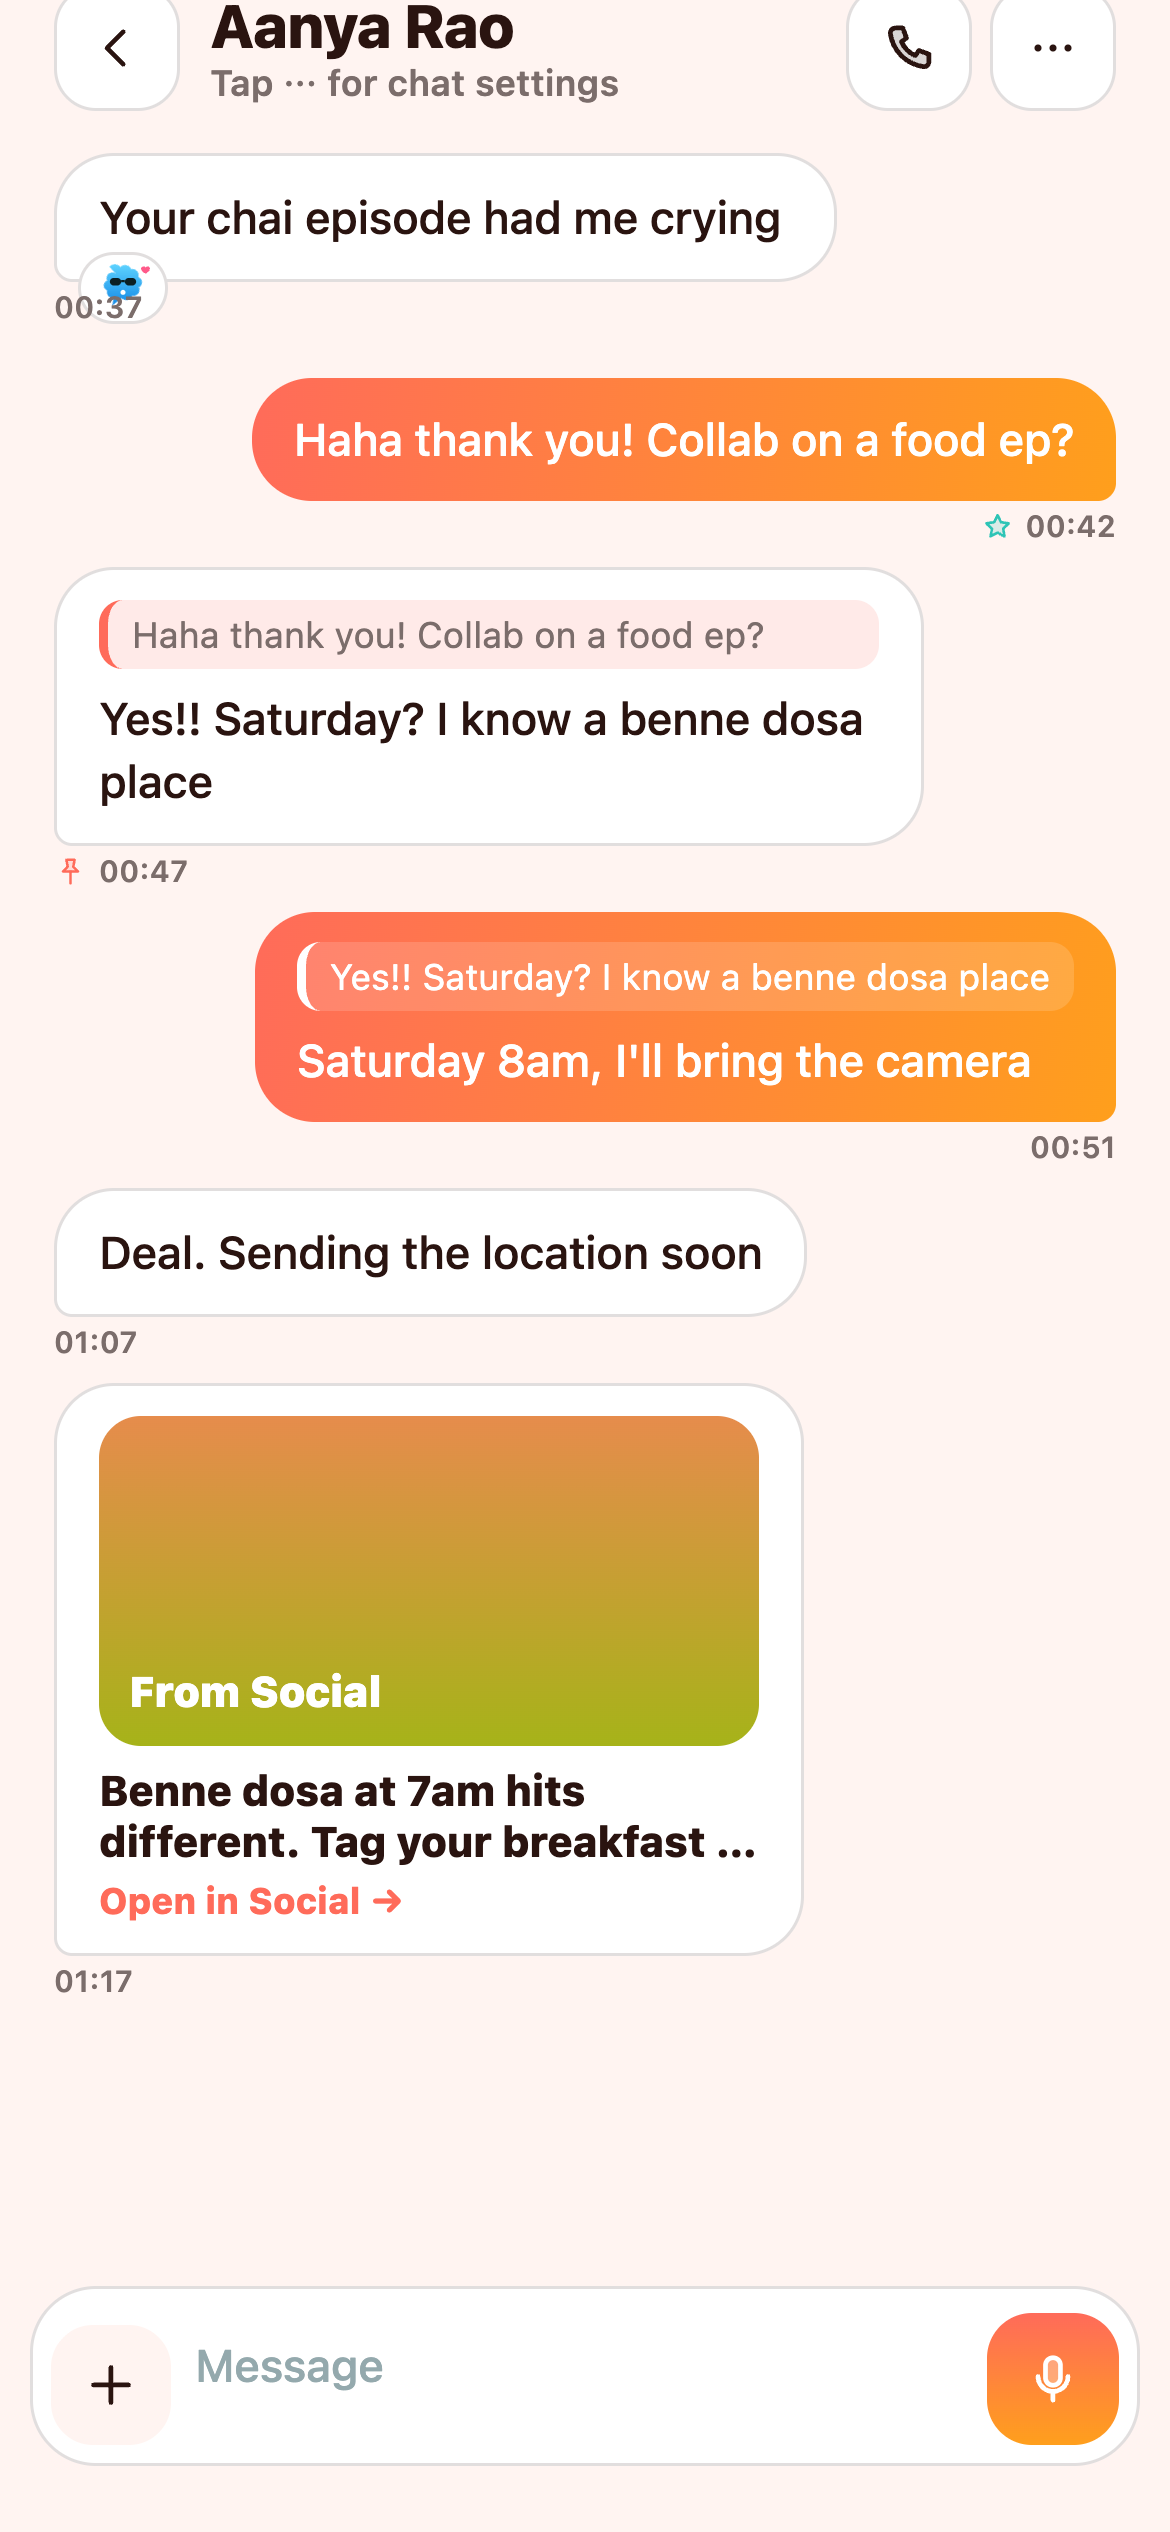 Aanya Rao
Tap ··· for chat settings
Your chai episode had me crying
00:37
Haha thank you! Collab on a food ep?
00:42
Haha thank you! Collab on a food ep?
Yes!! Saturday? I know a benne dosa
place
00:47
Yes!! Saturday? I know a benne dosa place
Saturday 8am, I'll bring the camera
00:51
Deal. Sending the location soon
01:07
From Social
Benne dosa at 7am hits
different. Tag your breakfast ...
Open in Social →
01:17
Message